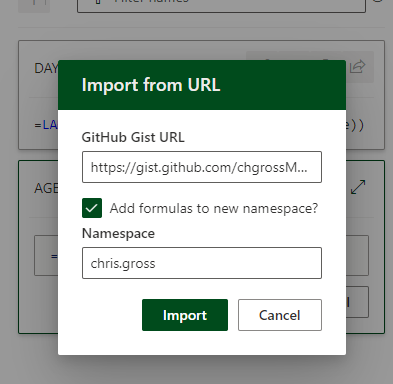 Filter names
DAY
Import from URL
=LA
e))
GitHub Gist URL
https://gist.github.com/chgrossM...
AGE
Add formulas to new namespace?
Namespace
=
chris.gross
Import
Cancel
l